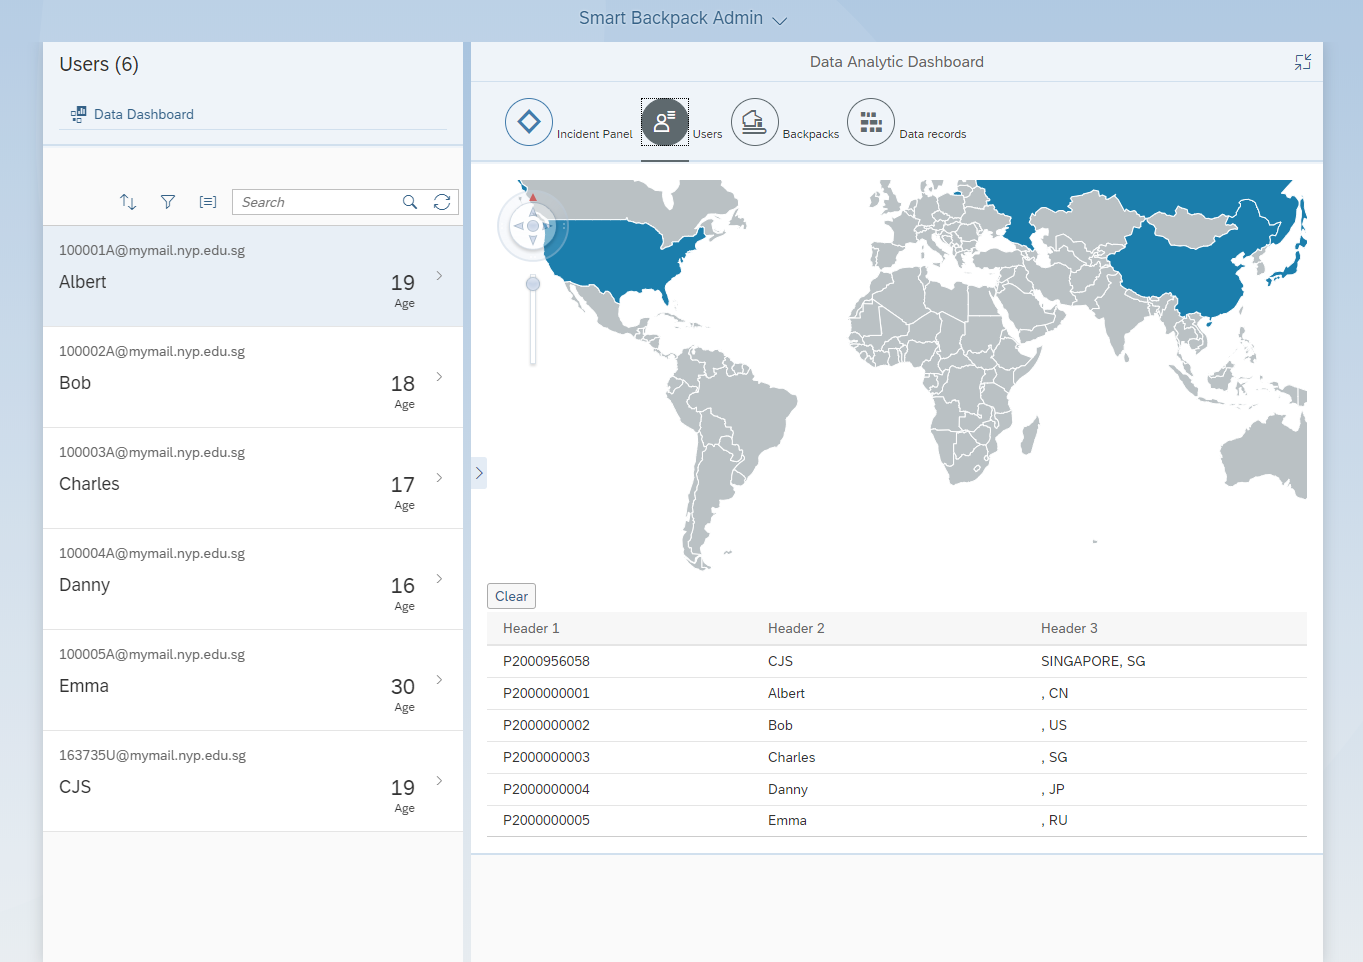 Smart Backpack Admin
Users (6)
Data Dashboard
Search
100001A@mymail.nyp.edu.sg
Albert 19
Age
100002A@mymail.nyp.edu.sg
Bob 18
Age
100003A@mymail.nyp.edu.sg
Charles 17
Age
100004A@mymail.nyp.edu.sg
Danny 16
Age
100005A@mymail.nyp.edu.sg
Emma 30
Age
163735U@mymail.nyp.edu.sg
CJS 19
Age
Data Analytic Dashboard
Incident Panel Users Backpacks Data records
Clear
Header 1 Header 2 Header 3
P2000956058 CJS SINGAPORE, SG
P2000000001 Albert , CN
P2000000002 Bob , US
P2000000003 Charles , SG
P2000000004 Danny , JP
P2000000005 Emma , RU